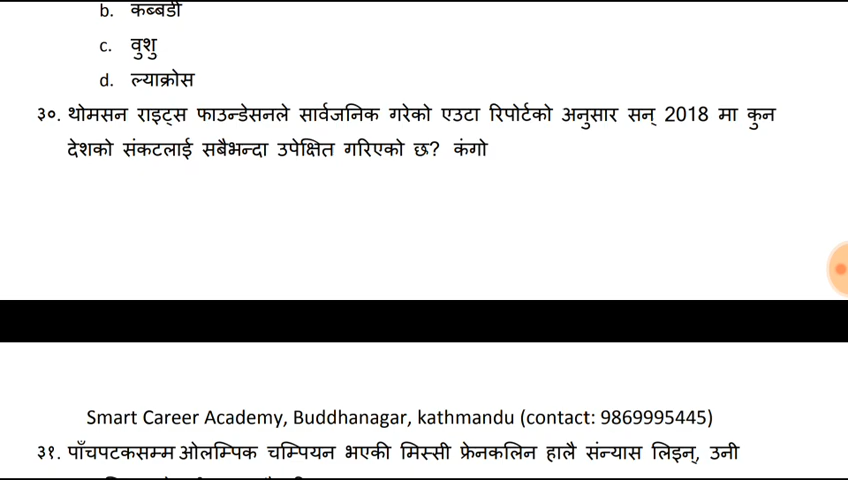 b. कब्बडी
c. वुशु
d. ल्याक्रोस
३०. थोमसन राइट्स फाउन्डेसनले सार्वजनिक गरेको एउटा रिपोर्टको अनुसार सन् 2018 मा कुन
देशको संकटलाई सबैभन्दा उपेक्षित गरिएको छ? कंगो
Smart Career Academy, Buddhanagar, kathmandu (contact: 9869995445)
३१. पाँचपटकसम्म ओलम्पिक चम्पियन भएकी मिस्सी फ्रेनकलिन हालै संन्यास लिइन्, उनी